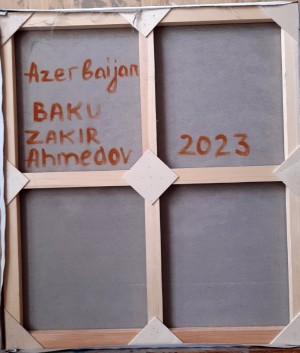 Azerbaijan
BAKU
ZAKIR
Ahmedov
2023